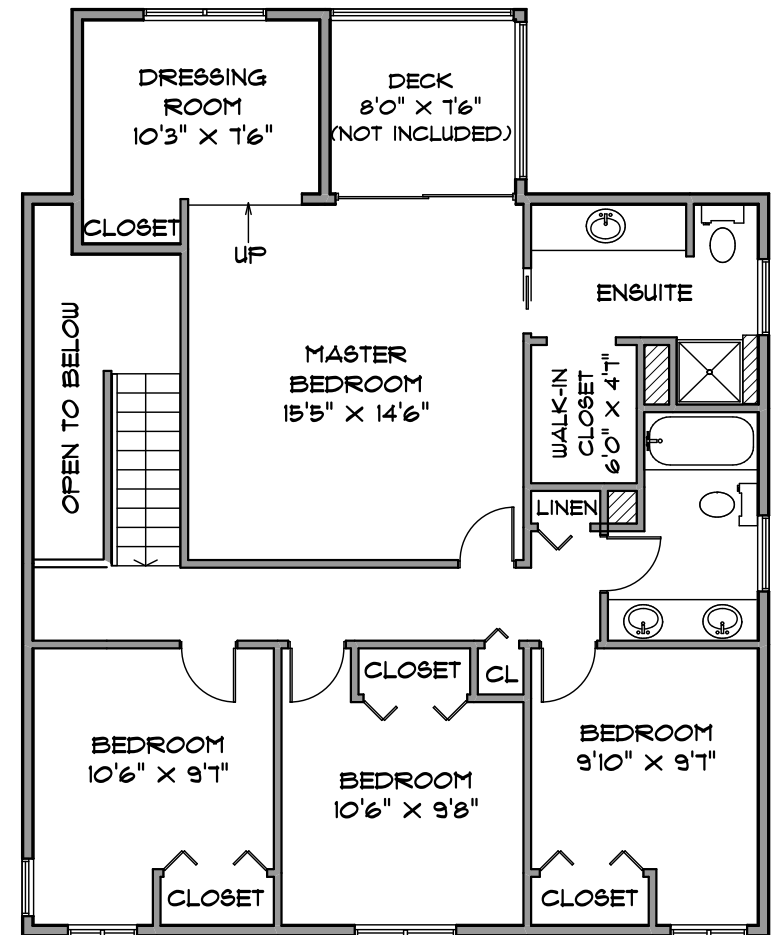 DRESSING
ROOM
10'3" X 7'6"
DECK
8'0" X 7'6"
(NOT INCLUDED)
CLOSET
UP
ENSUITE
OPEN TO BELOW
MASTER
BEDROOM
15'5" X 14'6"
WALK-IN
CLOSET
6'0" X 4'7"
LINEN
CLOSET
CL
BEDROOM
10'6" X 9'7"
BEDROOM
10'6" X 9'8"
BEDROOM
9'10" X 9'7"
CLOSET
CLOSET